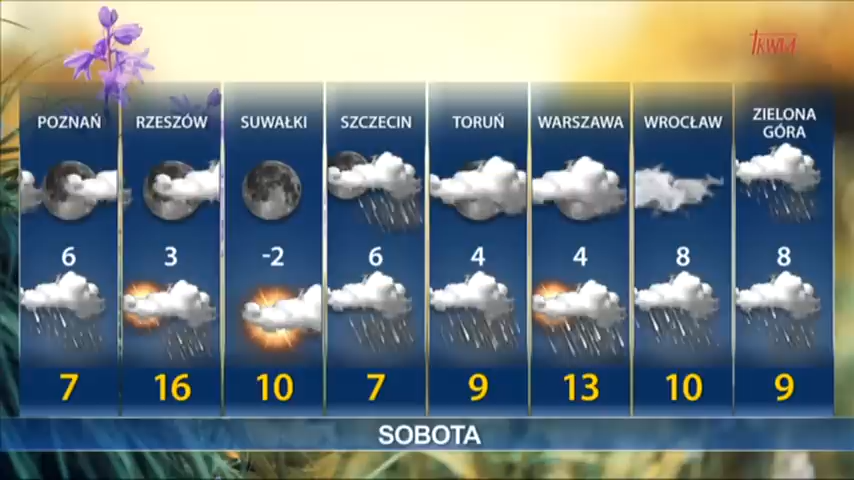 TRWAM
POZNAŃ RZESZÓW SUWAŁKI SZCZECIN TORUŃ WARSZAWA WROCŁAW ZIELONA GÓRA
6 3 -2 6 4 4 8 8
7 16 10 7 9 13 10 9
SOBOTA